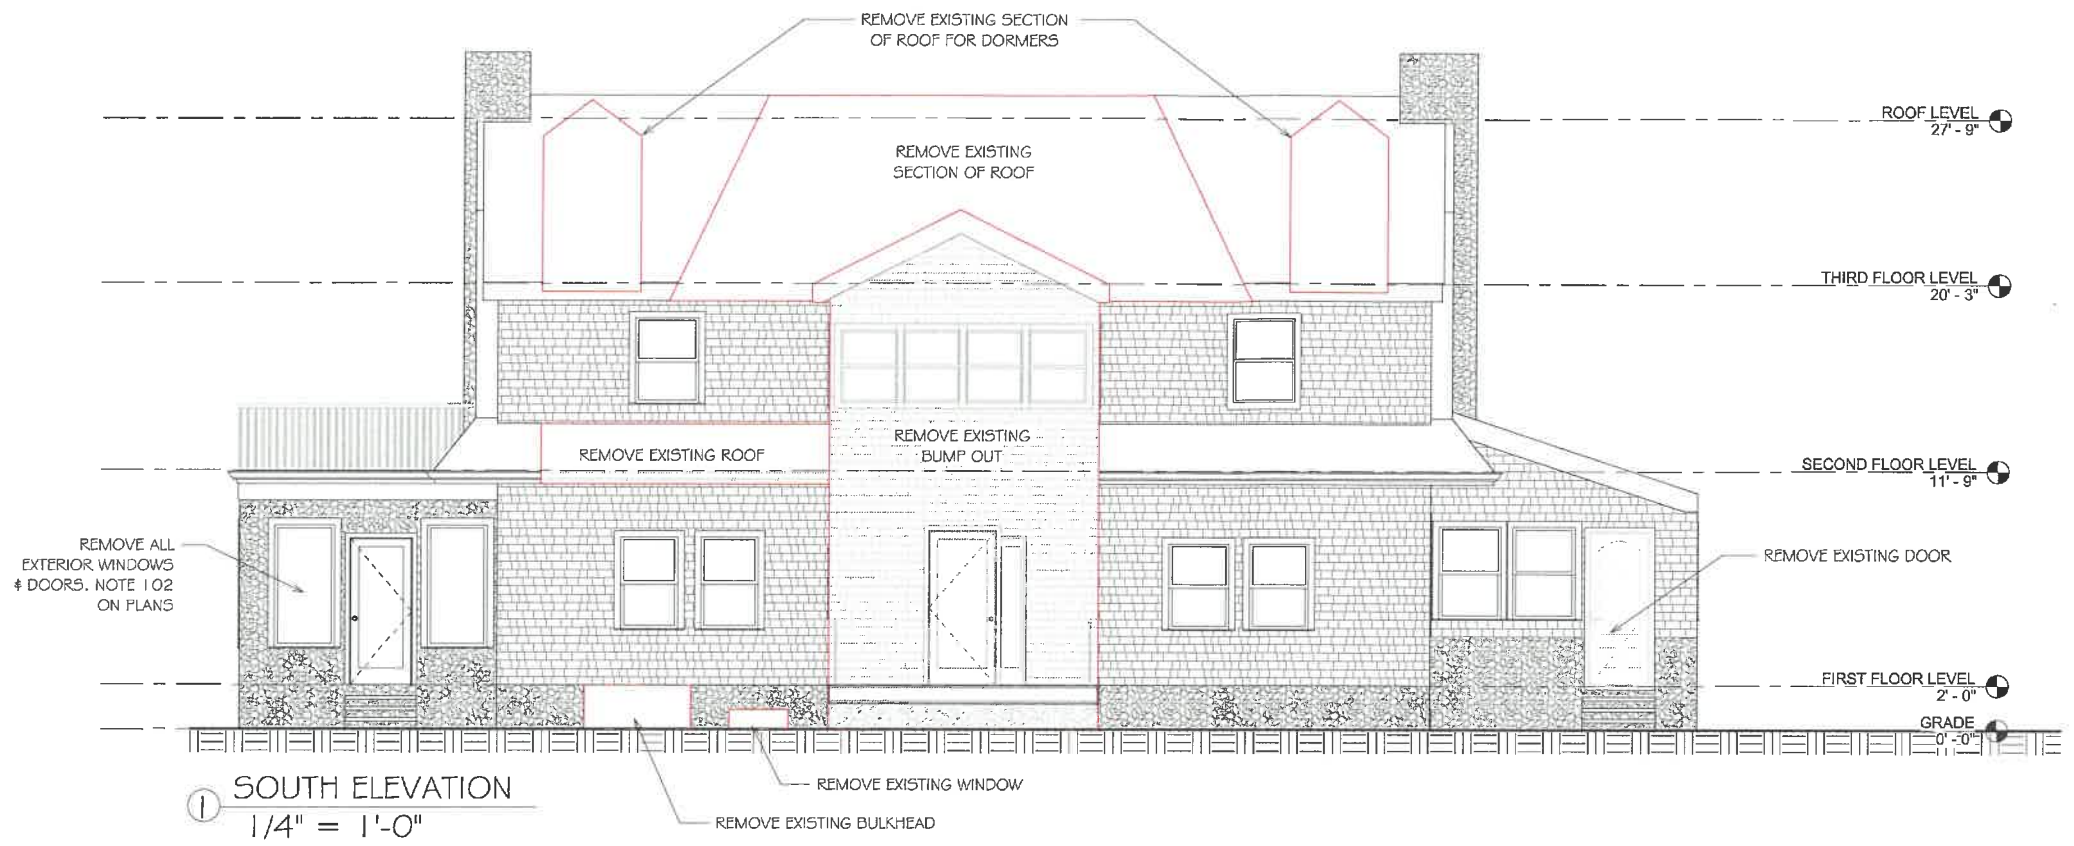 REMOVE EXISTING SECTION
OF ROOF FOR DORMERS
ROOF LEVEL
27' - 9"
REMOVE EXISTING
SECTION OF ROOF
THIRD FLOOR LEVEL
20' - 3"
REMOVE EXISTING ROOF
REMOVE EXISTING
BUMP OUT
SECOND FLOOR LEVEL
11' - 9"
REMOVE ALL
EXTERIOR WINDOWS
& DOORS. NOTE 102
ON PLANS
REMOVE EXISTING DOOR
FIRST FLOOR LEVEL
2' - 0"
GRADE
0' - 0"
REMOVE EXISTING WINDOW
REMOVE EXISTING BULKHEAD
1 SOUTH ELEVATION
1/4" = 1'-0"